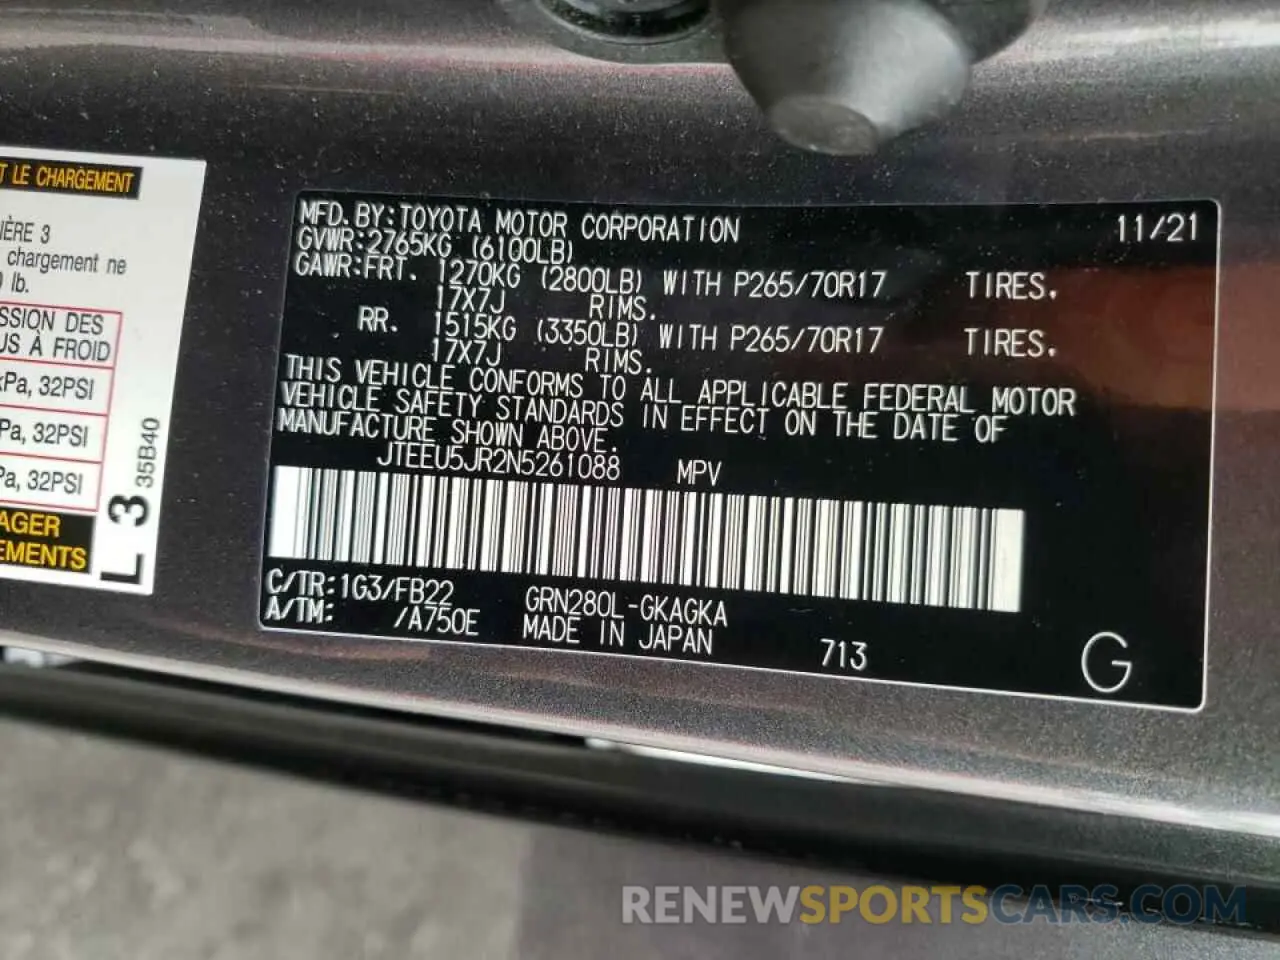 T LE CHARGEMENT
IÈRE 3
chargement ne
lb.
SSION DES
US À FROID
kPa, 32PSI
Pa, 32PSI
Pa, 32PSI
AGER
EMENTS
L 3
35B40
MFD. BY:TOYOTA MOTOR CORPORATION 11/21
GVWR:2765KG (6100LB)
GAWR:FRT. 1270KG (2800LB) WITH P265/70R17 TIRES.
17X7J RIMS.
RR. 1515KG (3350LB) WITH P265/70R17 TIRES.
17X7J RIMS.
THIS VEHICLE CONFORMS TO ALL APPLICABLE FEDERAL MOTOR
VEHICLE SAFETY STANDARDS IN EFFECT ON THE DATE OF
MANUFACTURE SHOWN ABOVE.
JTEEU5JR2N5261088 MPV
C/TR:1G3/FB22 GRN280L-GKAGKA
A/TM: /A750E MADE IN JAPAN 713 G
RENEWSPORTSCARS.COM